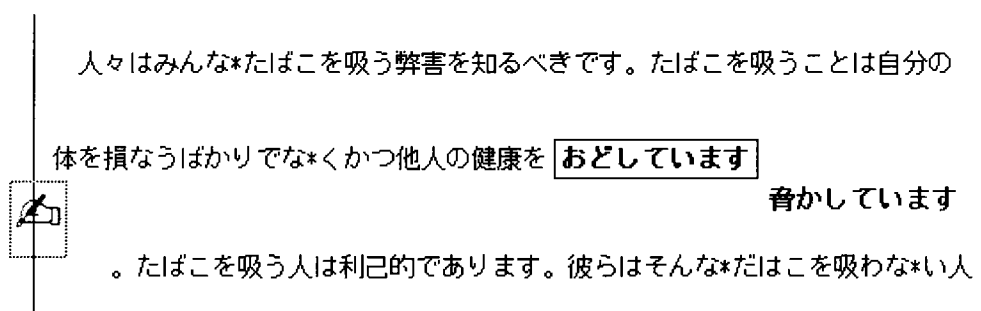 人々はみんな*たばこを吸う弊害を知るべきです。たばこを吸うことは自分の
体を損なうばかりでな*くかつ他人の健康を おどしています
脅かしています
。たばこを吸う人は利己的であります。彼らはそんな*だはこを吸わな*い人